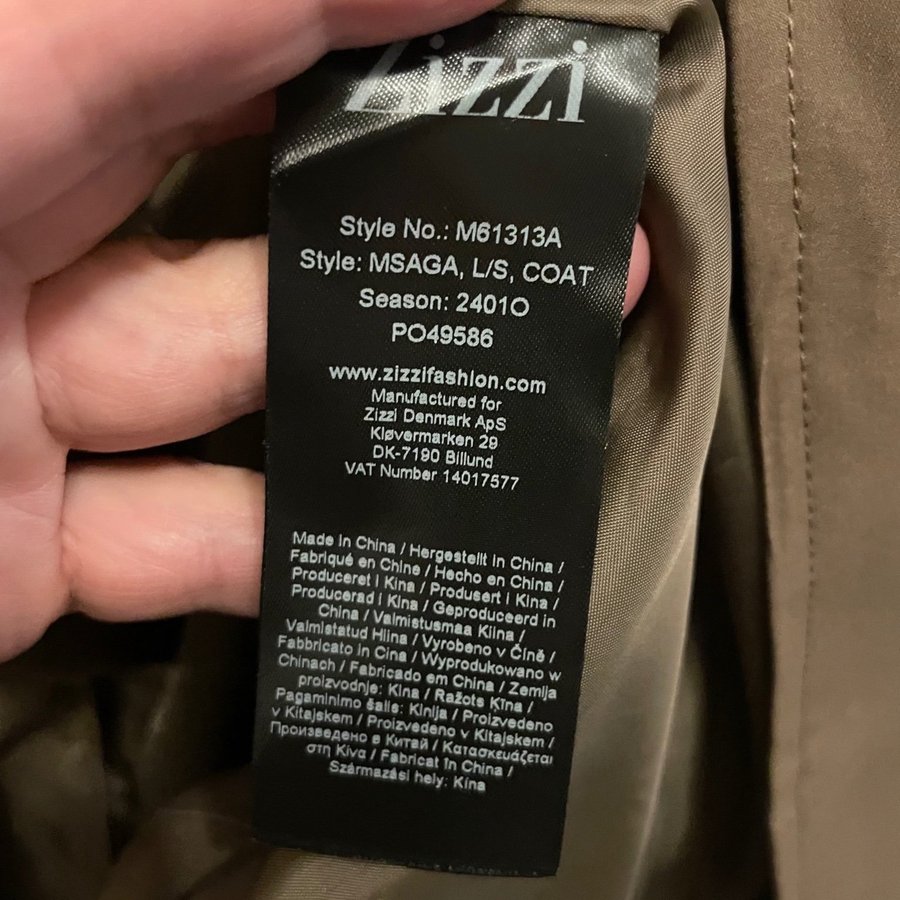 Zizzi
Style No.: M61313A
Style: MSAGA, L/S, COAT
Season: 2401O
PO49586
www.zizzifashion.com
Manufactured for
Zizzi Denmark ApS
Kløvermarken 29
DK-7190 Billund
VAT Number 14017577
Made in China / Hergestellt in China /
Fabriqué en Chine / Hecho en China /
Produceret i Kina / Produsert i Kina /
Producerad i Kina / Geproduceerd in
China / Valmistusmaa Kiina /
Valmistatud Hiina / Vyrobeno v Číně /
Fabbricato in Cina / Wyprodukowano w
Chinach / Fabricado em China / Zemlja
proizvodnje: Kina / Ražots Ķīna /
Pagaminimo šalis: Kinija / Proizvedeno
v Kitajskem / Proizvedeno v Kitajskem /
Произведено в Китай / Κατασκευάζεται
στη Κίνα / Fabricat în China /
Származási hely: Kína